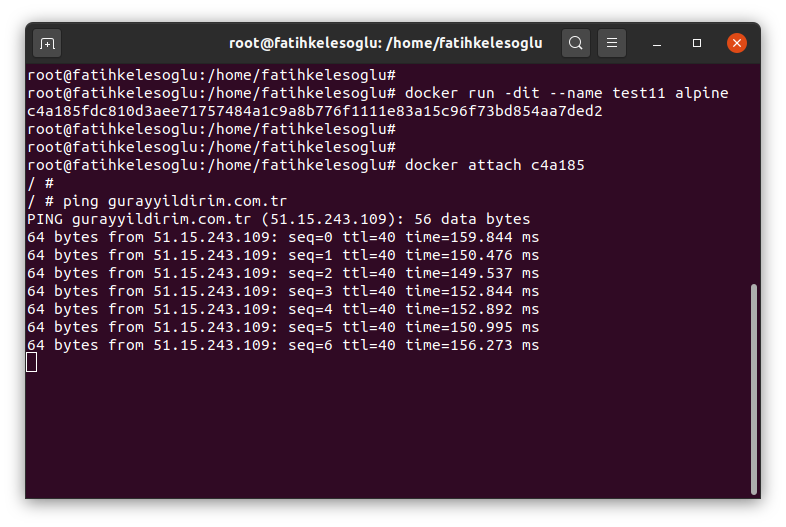 root@fatihkelesoglu: /home/fatihkelesoglu
root@fatihkelesoglu:/home/fatihkelesoglu#
root@fatihkelesoglu:/home/fatihkelesoglu# docker run -dit --name test11 alpine
c4a185fdc810d3aee71757484a1c9a8b776f1111e83a15c96f73bd854aa7ded2
root@fatihkelesoglu:/home/fatihkelesoglu#
root@fatihkelesoglu:/home/fatihkelesoglu#
root@fatihkelesoglu:/home/fatihkelesoglu# docker attach c4a185
/ #
/ # ping gurayyildirim.com.tr
PING gurayyildirim.com.tr (51.15.243.109): 56 data bytes
64 bytes from 51.15.243.109: seq=0 ttl=40 time=159.844 ms
64 bytes from 51.15.243.109: seq=1 ttl=40 time=150.476 ms
64 bytes from 51.15.243.109: seq=2 ttl=40 time=149.537 ms
64 bytes from 51.15.243.109: seq=3 ttl=40 time=152.844 ms
64 bytes from 51.15.243.109: seq=4 ttl=40 time=152.892 ms
64 bytes from 51.15.243.109: seq=5 ttl=40 time=150.995 ms
64 bytes from 51.15.243.109: seq=6 ttl=40 time=156.273 ms